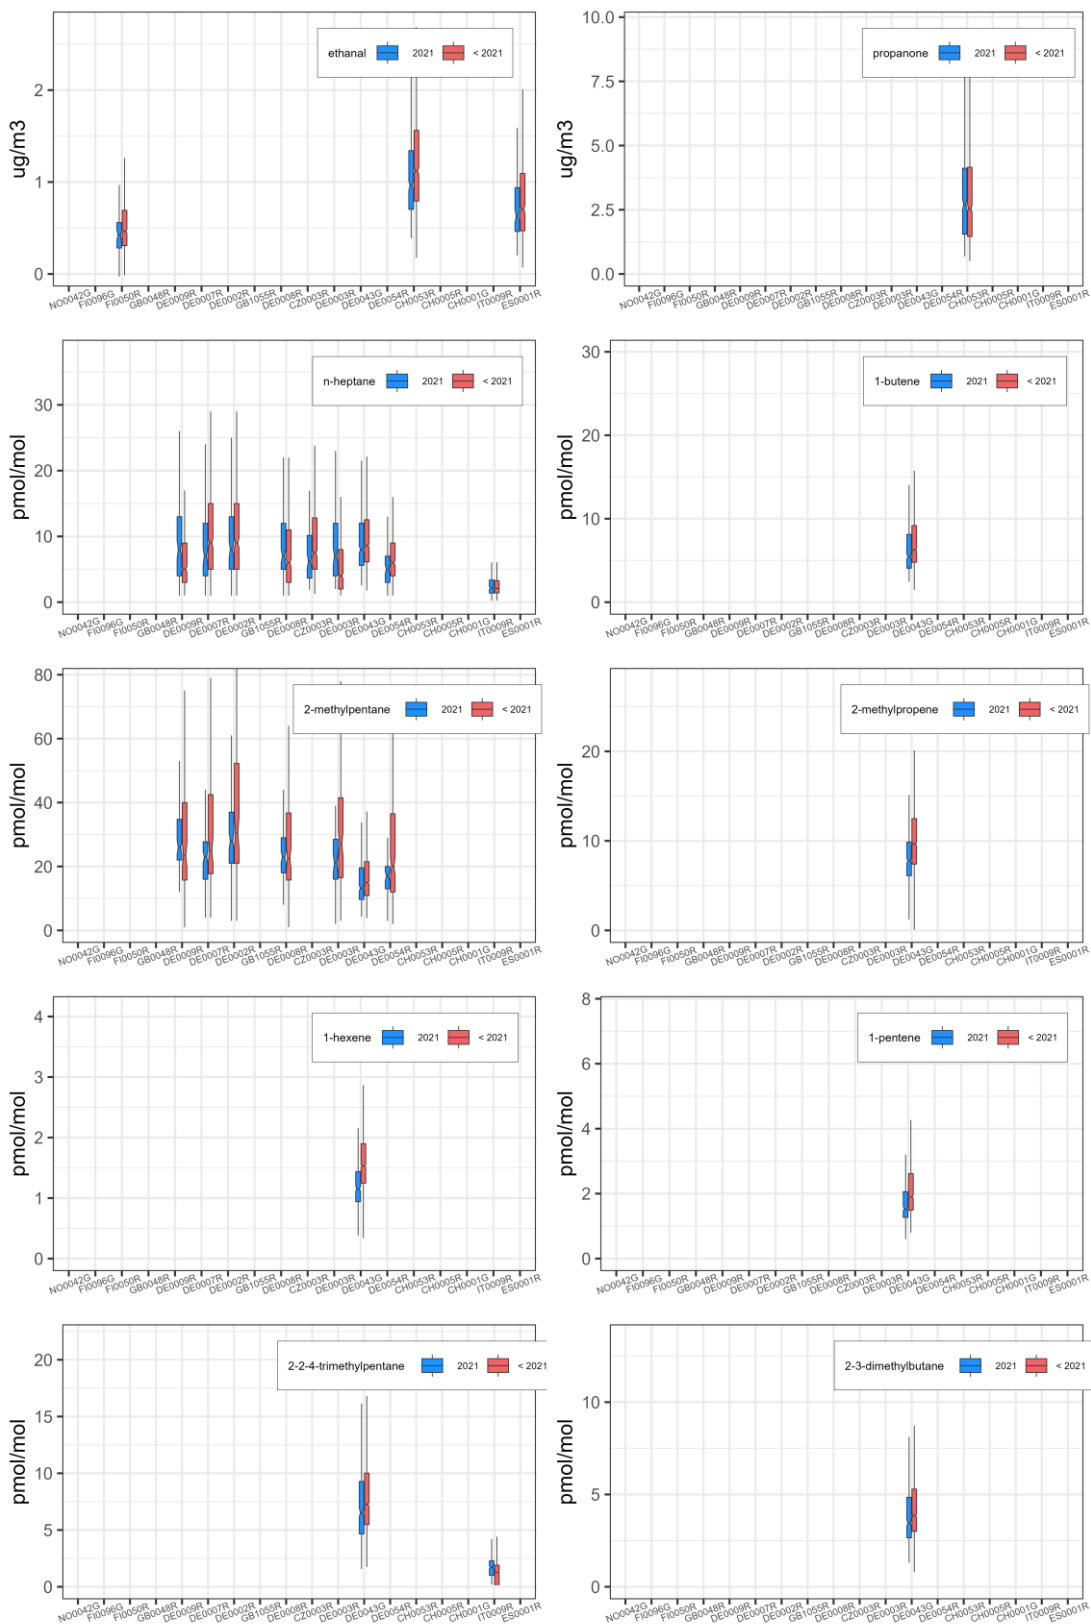 ethanal 2021 < 2021
ug/m3
2
1
0
NO0042G FI0096G FI0050R GB0048R DE0009R DE0007R DE0002R GB1055R DE0008R CZ0003R DE0003R DE0043G DE0054R CH0053R CH0005R CH0001G IT0009R ES0001R
propanone 2021 < 2021
ug/m3
10.0
7.5
5.0
2.5
0.0
NO0042G FI0096G FI0050R GB0048R DE0009R DE0007R DE0002R GB1055R DE0008R CZ0003R DE0003R DE0043G DE0054R CH0053R CH0005R CH0001G IT0009R ES0001R
n-heptane 2021 < 2021
pmol/mol
30
20
10
0
NO0042G FI0096G FI0050R GB0048R DE0009R DE0007R DE0002R GB1055R DE0008R CZ0003R DE0003R DE0043G DE0054R CH0053R CH0005R CH0001G IT0009R ES0001R
1-butene 2021 < 2021
pmol/mol
30
20
10
0
NO0042G FI0096G FI0050R GB0048R DE0009R DE0007R DE0002R GB1055R DE0008R CZ0003R DE0003R DE0043G DE0054R CH0053R CH0005R CH0001G IT0009R ES0001R
2-methylpentane 2021 < 2021
pmol/mol
80
60
40
20
0
NO0042G FI0096G FI0050R GB0048R DE0009R DE0007R DE0002R GB1055R DE0008R CZ0003R DE0003R DE0043G DE0054R CH0053R CH0005R CH0001G IT0009R ES0001R
2-methylpropene 2021 < 2021
pmol/mol
20
10
0
NO0042G FI0096G FI0050R GB0048R DE0009R DE0007R DE0002R GB1055R DE0008R CZ0003R DE0003R DE0043G DE0054R CH0053R CH0005R CH0001G IT0009R ES0001R
1-hexene 2021 < 2021
pmol/mol
4
3
2
1
0
NO0042G FI0096G FI0050R GB0048R DE0009R DE0007R DE0002R GB1055R DE0008R CZ0003R DE0003R DE0043G DE0054R CH0053R CH0005R CH0001G IT0009R ES0001R
1-pentene 2021 < 2021
pmol/mol
8
6
4
2
0
NO0042G FI0096G FI0050R GB0048R DE0009R DE0007R DE0002R GB1055R DE0008R CZ0003R DE0003R DE0043G DE0054R CH0053R CH0005R CH0001G IT0009R ES0001R
2-2-4-trimethylpentane 2021 < 2021
pmol/mol
20
15
10
5
0
NO0042G FI0096G FI0050R GB0048R DE0009R DE0007R DE0002R GB1055R DE0008R CZ0003R DE0003R DE0043G DE0054R CH0053R CH0005R CH0001G IT0009R ES0001R
2-3-dimethylbutane 2021 < 2021
pmol/mol
10
5
0
NO0042G FI0096G FI0050R GB0048R DE0009R DE0007R DE0002R GB1055R DE0008R CZ0003R DE0003R DE0043G DE0054R CH0053R CH0005R CH0001G IT0009R ES0001R